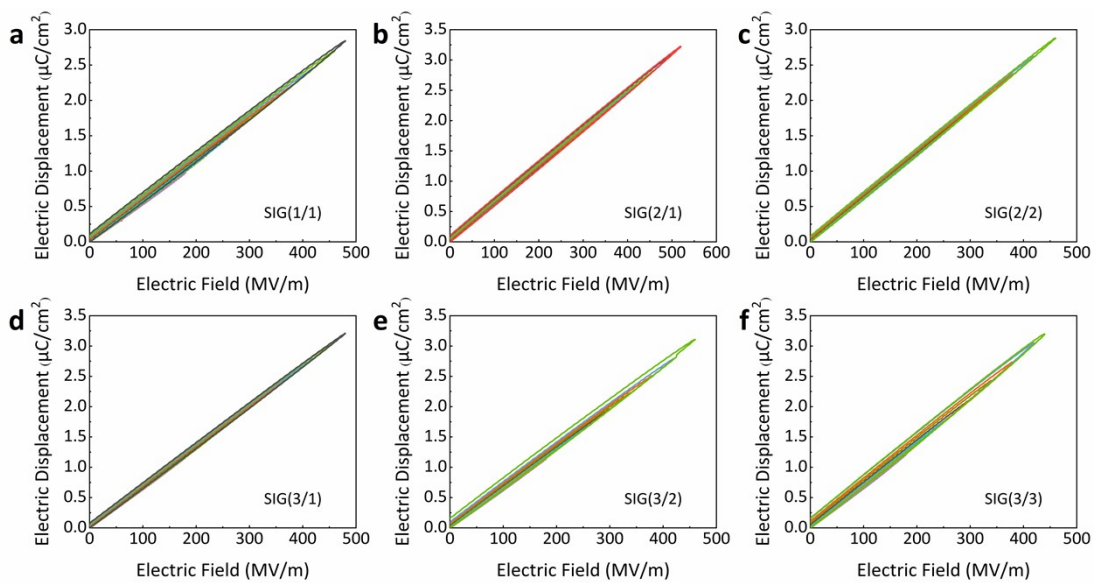 a
Electric Displacement (μC/cm²)
3.0
2.5
2.0
1.5
1.0
0.5
0.0
SIG(1/1)
0 100 200 300 400 500
Electric Field (MV/m)
b
Electric Displacement (μC/cm²)
3.5
3.0
2.5
2.0
1.5
1.0
0.5
0.0
SIG(2/1)
0 100 200 300 400 500 600
Electric Field (MV/m)
c
Electric Displacement (μC/cm²)
3.0
2.5
2.0
1.5
1.0
0.5
0.0
SIG(2/2)
0 100 200 300 400 500
Electric Field (MV/m)
d
Electric Displacement (μC/cm²)
3.5
3.0
2.5
2.0
1.5
1.0
0.5
0.0
SIG(3/1)
0 100 200 300 400 500
Electric Field (MV/m)
e
Electric Displacement (μC/cm²)
3.5
3.0
2.5
2.0
1.5
1.0
0.5
0.0
SIG(3/2)
0 100 200 300 400 500
Electric Field (MV/m)
f
Electric Displacement (μC/cm²)
3.5
3.0
2.5
2.0
1.5
1.0
0.5
0.0
SIG(3/3)
0 100 200 300 400 500
Electric Field (MV/m)